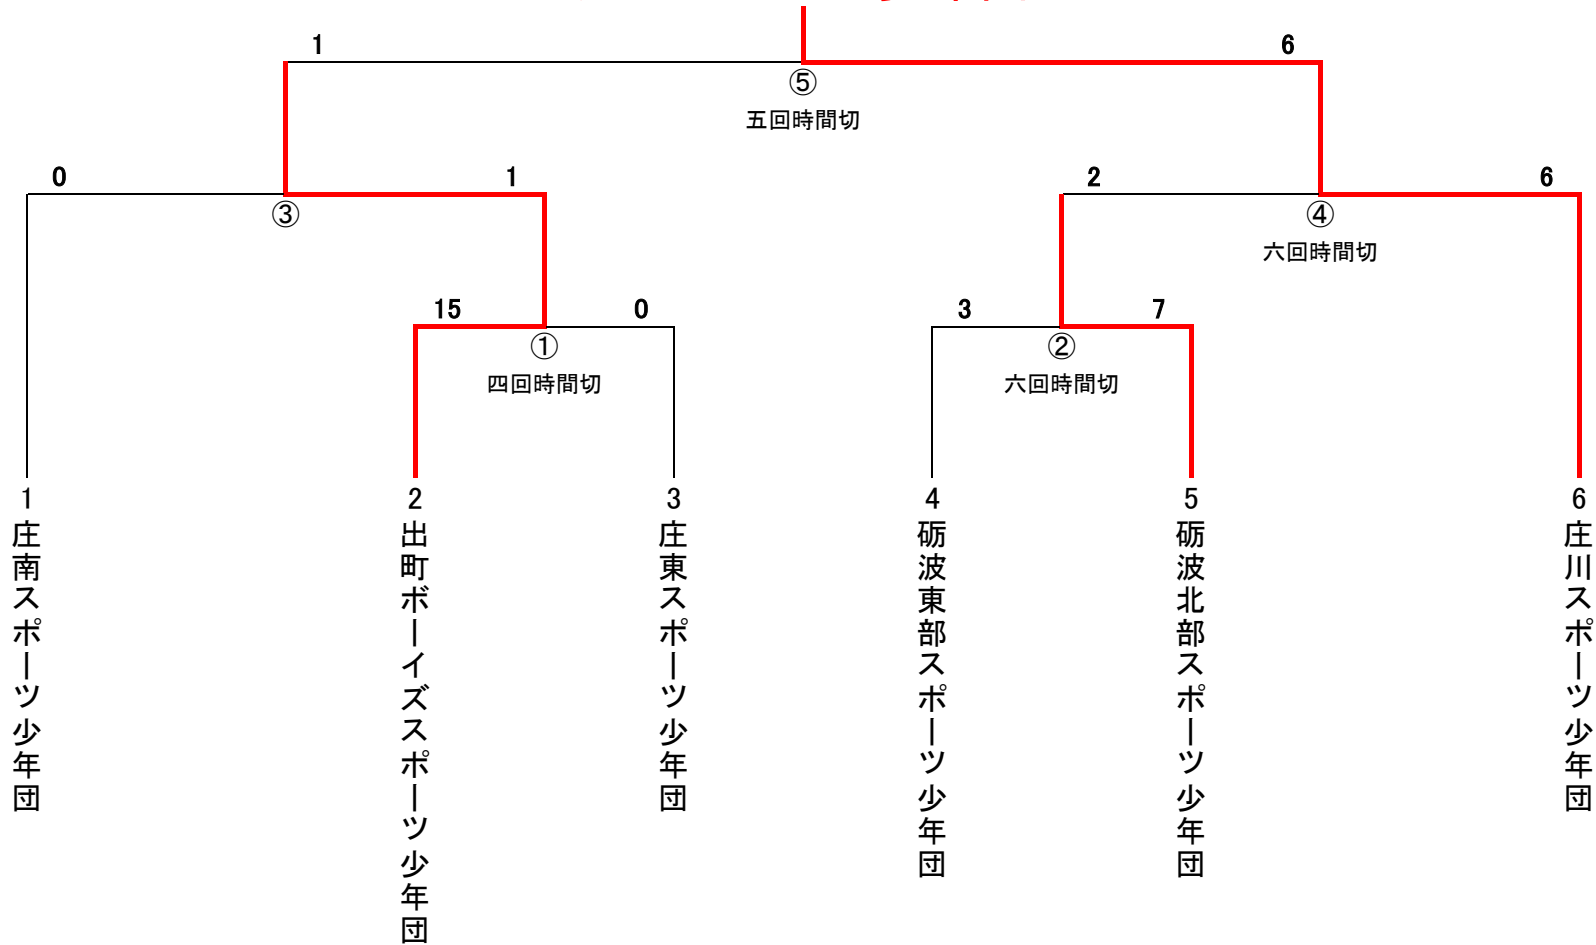 1
6
⑤
五回時間切
0
1
2
6
③
④
六回時間切
15
0
3
7
①
②
四回時間切
六回時間切
1
庄南スポーツ少年団
2
出町ボーイズスポーツ少年団
3
庄東スポーツ少年団
4
砺波東部スポーツ少年団
5
砺波北部スポーツ少年団
6
庄川スポーツ少年団